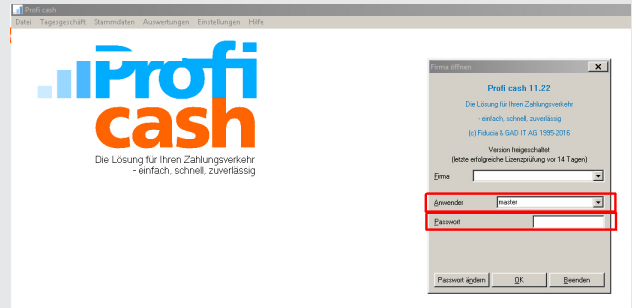 Profi cash
Datei Tagesgeschäft Stammdaten Auswertungen Einstellungen Hilfe
Profi
cash
Die Lösung für Ihren Zahlungsverkehr
- einfach, schnell, zuverlässig
Firma öffnen
Profi cash 11.22
Die Lösung für Ihren Zahlungsverkehr
- einfach, schnell, zuverlässig
(c) Fiducia & GAD IT AG 1995-2016
Version freigeschaltet
(letzte erfolgreiche Lizenzprüfung vor 14 Tagen)
Firma
Anwender master
Passwort
Passwort ändern OK Beenden